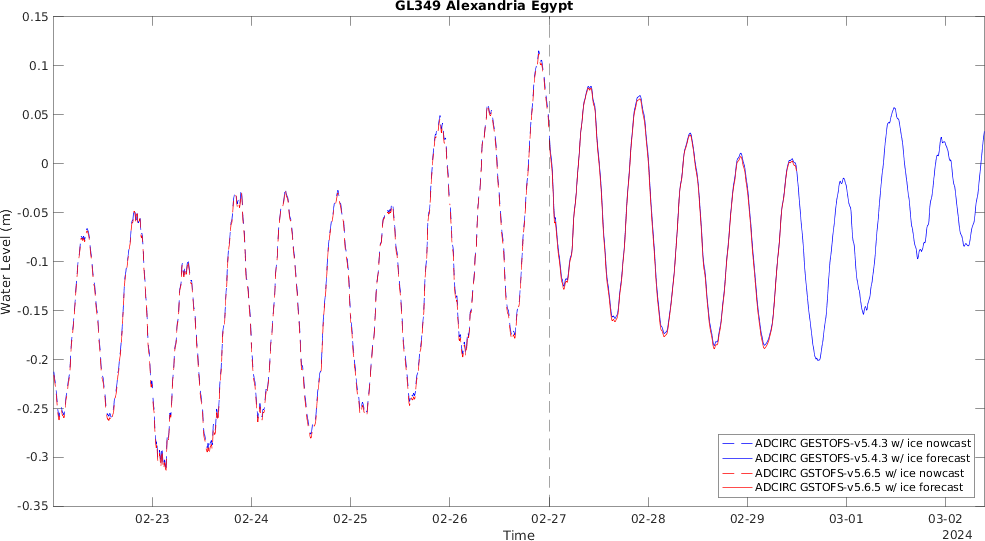 GL349 Alexandria Egypt
0.15
0.1
0.05
0
-0.05
-0.1
-0.15
-0.2
-0.25
-0.3
-0.35
Water Level (m)
02-23 02-24 02-25 02-26 02-27 02-28 02-29 03-01 03-02
Time
2024
ADCIRC GESTOFS-v5.4.3 w/ ice nowcast
ADCIRC GESTOFS-v5.4.3 w/ ice forecast
ADCIRC GSTOFS-v5.6.5 w/ ice nowcast
ADCIRC GSTOFS-v5.6.5 w/ ice forecast